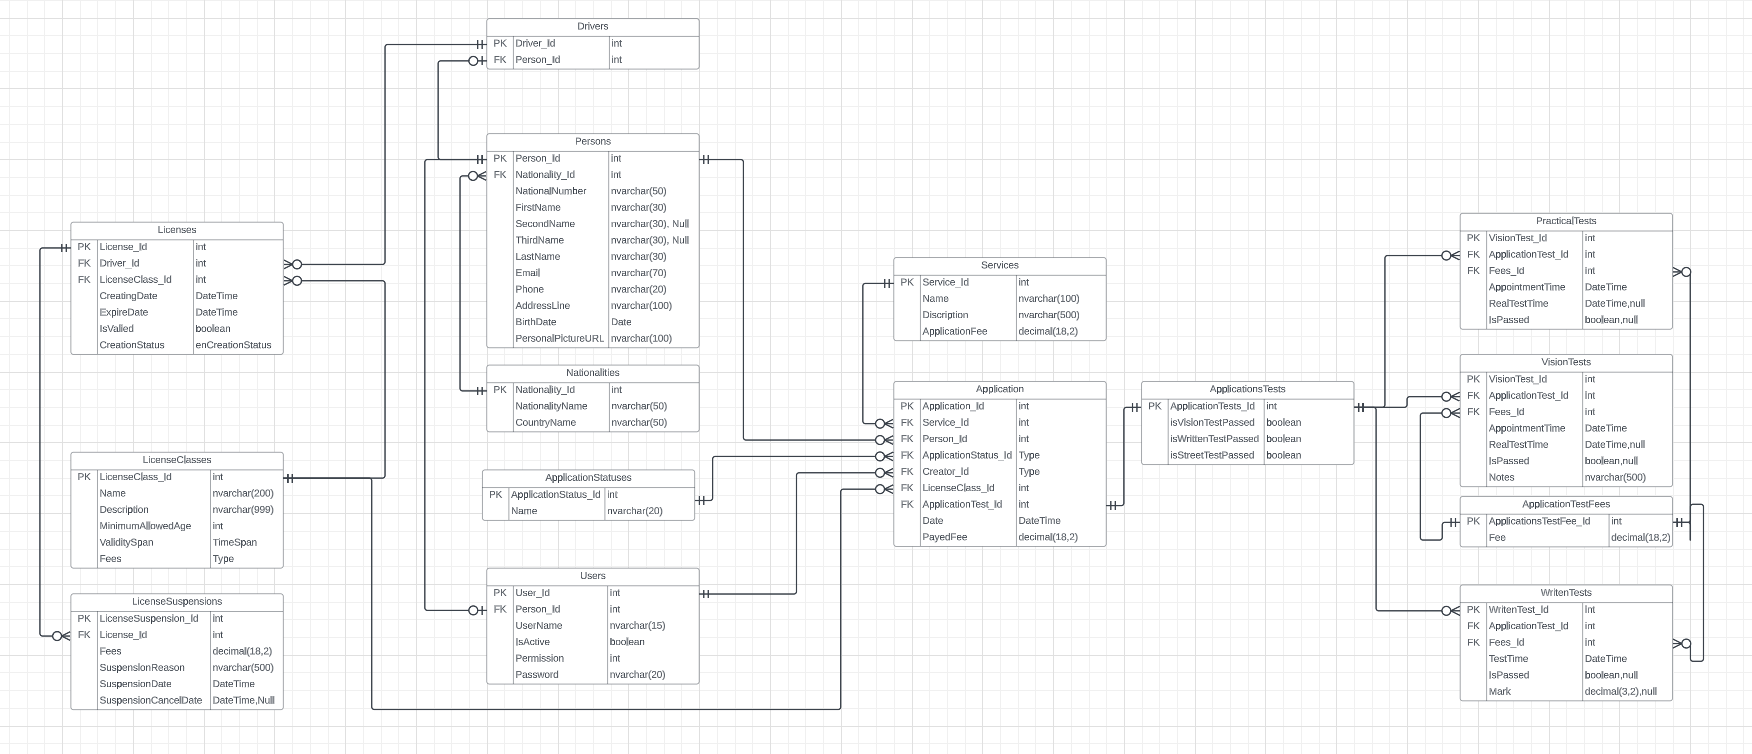 Drivers
PK Driver_Id int
FK Person_Id int
Persons
PK Person_Id int
FK Nationality_Id int
NationalNumber nvarchar(50)
FirstName nvarchar(30)
SecondName nvarchar(30), Null
ThirdName nvarchar(30), Null
LastName nvarchar(30)
Email nvarchar(70)
Phone nvarchar(20)
AddressLine nvarchar(100)
BirthDate Date
PersonalPictureURL nvarchar(100)
Licenses
PK License_Id int
FK Driver_Id int
FK LicenseClass_Id int
CreatingDate DateTime
ExpireDate DateTime
IsValied boolean
CreationStatus enCreationStatus
Nationalities
PK Nationality_Id int
NationalityName nvarchar(50)
CountryName nvarchar(50)
LicenseClasses
PK LicenseClass_Id int
Name nvarchar(200)
Description nvarchar(999)
MinimumAllowedAge int
ValiditySpan TimeSpan
Fees Type
ApplicationStatuses
PK ApplicationStatus_Id int
Name nvarchar(20)
LicenseSuspensions
PK LicenseSuspension_Id int
FK License_Id int
Fees decimal(18,2)
SuspensionReason nvarchar(500)
SuspensionDate DateTime
SuspensionCancelDate DateTime,Null
Users
PK User_Id int
FK Person_Id int
UserName nvarchar(15)
IsActive boolean
Permission int
Password nvarchar(20)
Services
PK Service_Id int
Name nvarchar(100)
Discription nvarchar(500)
ApplicationFee decimal(18,2)
Application
PK Application_Id int
FK Service_Id int
FK Person_Id int
FK ApplicationStatus_Id Type
FK Creator_Id Type
FK LicenseClass_Id int
FK ApplicationTest_Id int
Date DateTime
PayedFee decimal(18,2)
ApplicationsTests
PK ApplicationTests_Id int
isVisionTestPassed boolean
isWrittenTestPassed boolean
isStreetTestPassed boolean
PracticalTests
PK VisionTest_Id int
FK ApplicationTest_Id Int
FK Fees_Id Int
AppointmentTime DateTime
RealTestTime DateTime,null
IsPassed boolean,null
VisionTests
PK VisionTest_Id int
FK ApplicationTest_Id Int
FK Fees_Id Int
AppointmentTime DateTime
RealTestTime DateTime,null
IsPassed boolean,null
Notes nvarchar(500)
ApplicationTestFees
PK ApplicationsTestFee_Id int
Fee decimal(18,2)
WritenTests
PK WritenTest_Id Int
FK ApplicationTest_Id Int
FK Fees_Id Int
TestTime DateTime
IsPassed boolean,null
Mark decimal(3,2),null